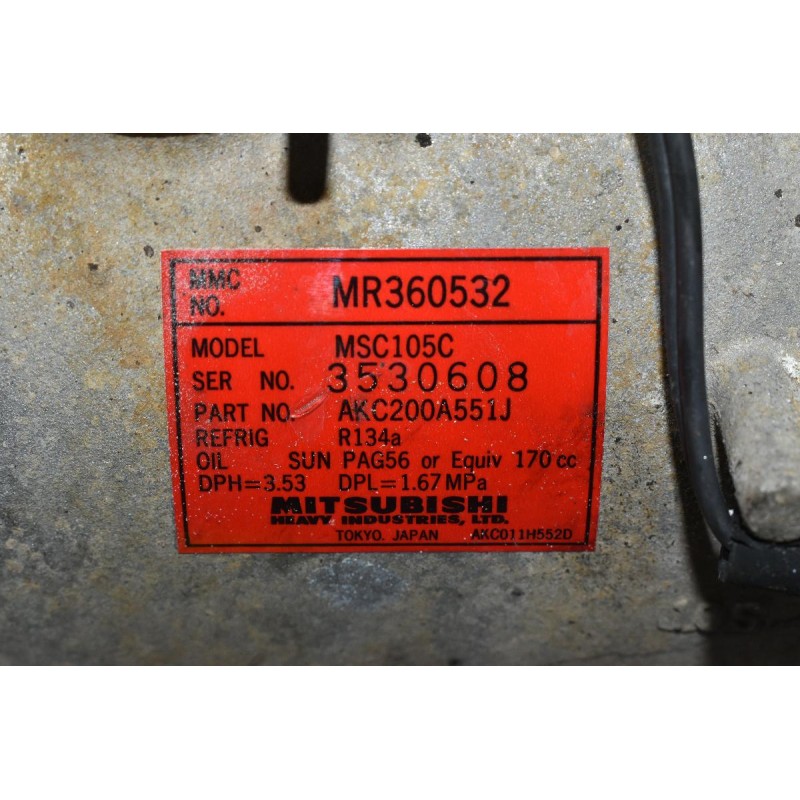 MMC NO. MR360532
MODEL MSC105C
SER NO. 3530608
PART NO. AKC200A551J
REFRIG R134a
OIL SUN PAG56 or Equiv 170 cc
DPH=3.53 DPL=1.67 MPa
MITSUBISHI
HEAVY INDUSTRIES, LTD.
TOKYO. JAPAN AKC011H552D